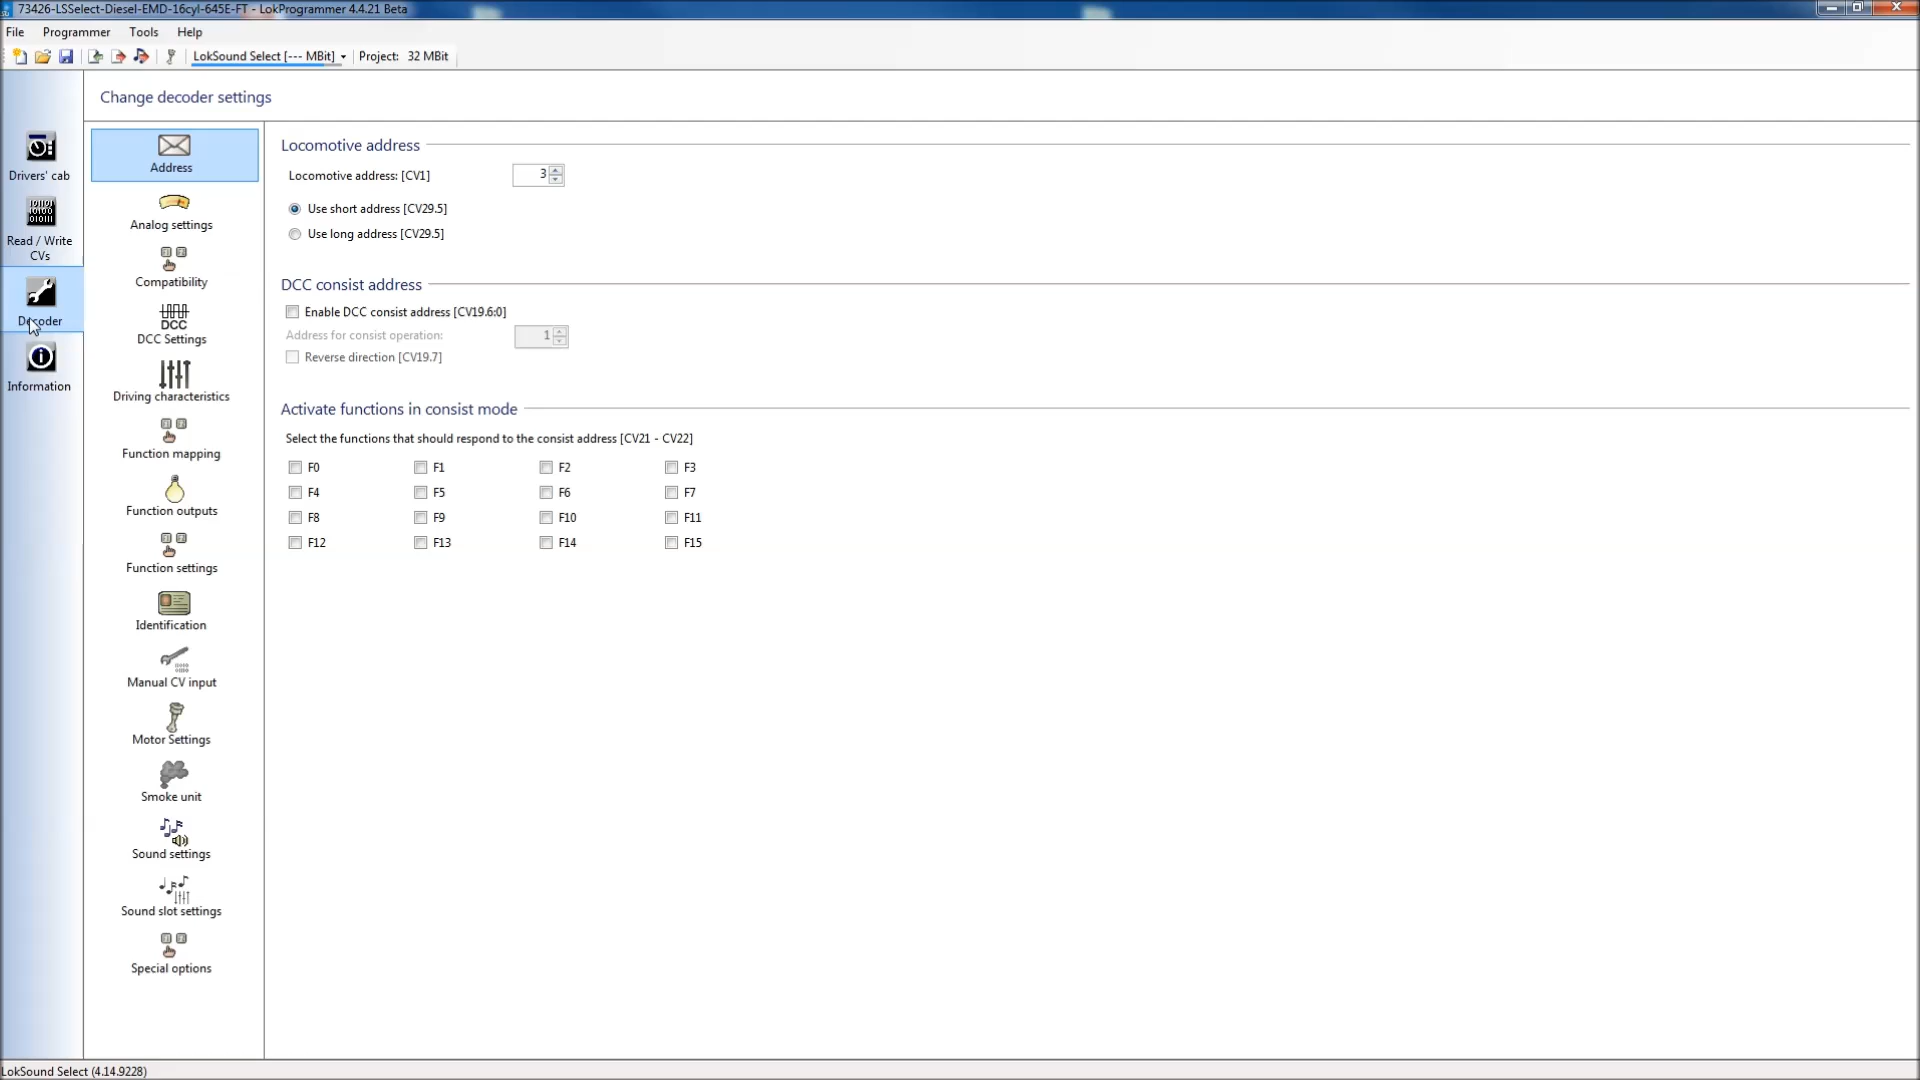 73426-LSSelect-Diesel-EMD-16cyl-645E-FT - LokProgrammer 4.4.21 Beta
File Programmer Tools Help
LokSound Select [--- MBit] Project: 32 MBit
Change decoder settings
Drivers' cab
Read / Write
CVs
Decoder
Information
Address
Analog settings
Compatibility
DCC
DCC Settings
Driving characteristics
Function mapping
Function outputs
Function settings
Identification
Manual CV input
Motor Settings
Smoke unit
Sound settings
Sound slot settings
Special options
Locomotive address
Locomotive address: [CV1] 3
Use short address [CV29.5]
Use long address [CV29.5]
DCC consist address
Enable DCC consist address [CV19.6:0]
Address for consist operation: 1
Reverse direction [CV19.7]
Activate functions in consist mode
Select the functions that should respond to the consist address [CV21 - CV22]
F0 F1 F2 F3
F4 F5 F6 F7
F8 F9 F10 F11
F12 F13 F14 F15
LokSound Select (4.14.9228)